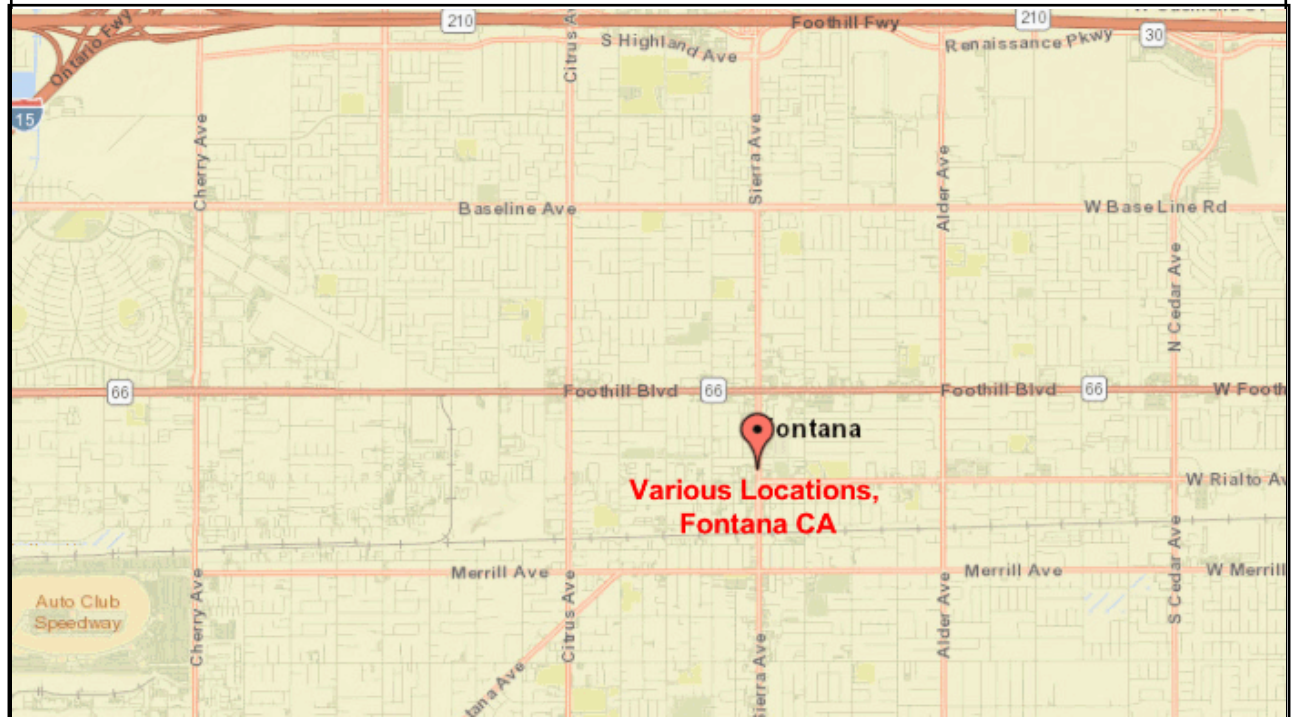 210
Foothill Fwy
210
30
Ontario Fwy
Citrus A
S Highland Ave
Renaissance Pkwy
15
Cherry Ave
Sierra Ave
Alder Ave
Baseline Ave
W Base Line Rd
N Cedar Ave
66
Foothill Blvd
66
Foothill Blvd
66
W Footh
ontana
Various Locations,
Fontana CA
W Rialto Av
Merrill Ave
Merrill Ave
W Merrill
Auto Club
Speedway
Cherry Ave
Citrus Ave
Sierra Ave
Alder Ave
S Cedar Ave
tana Ave